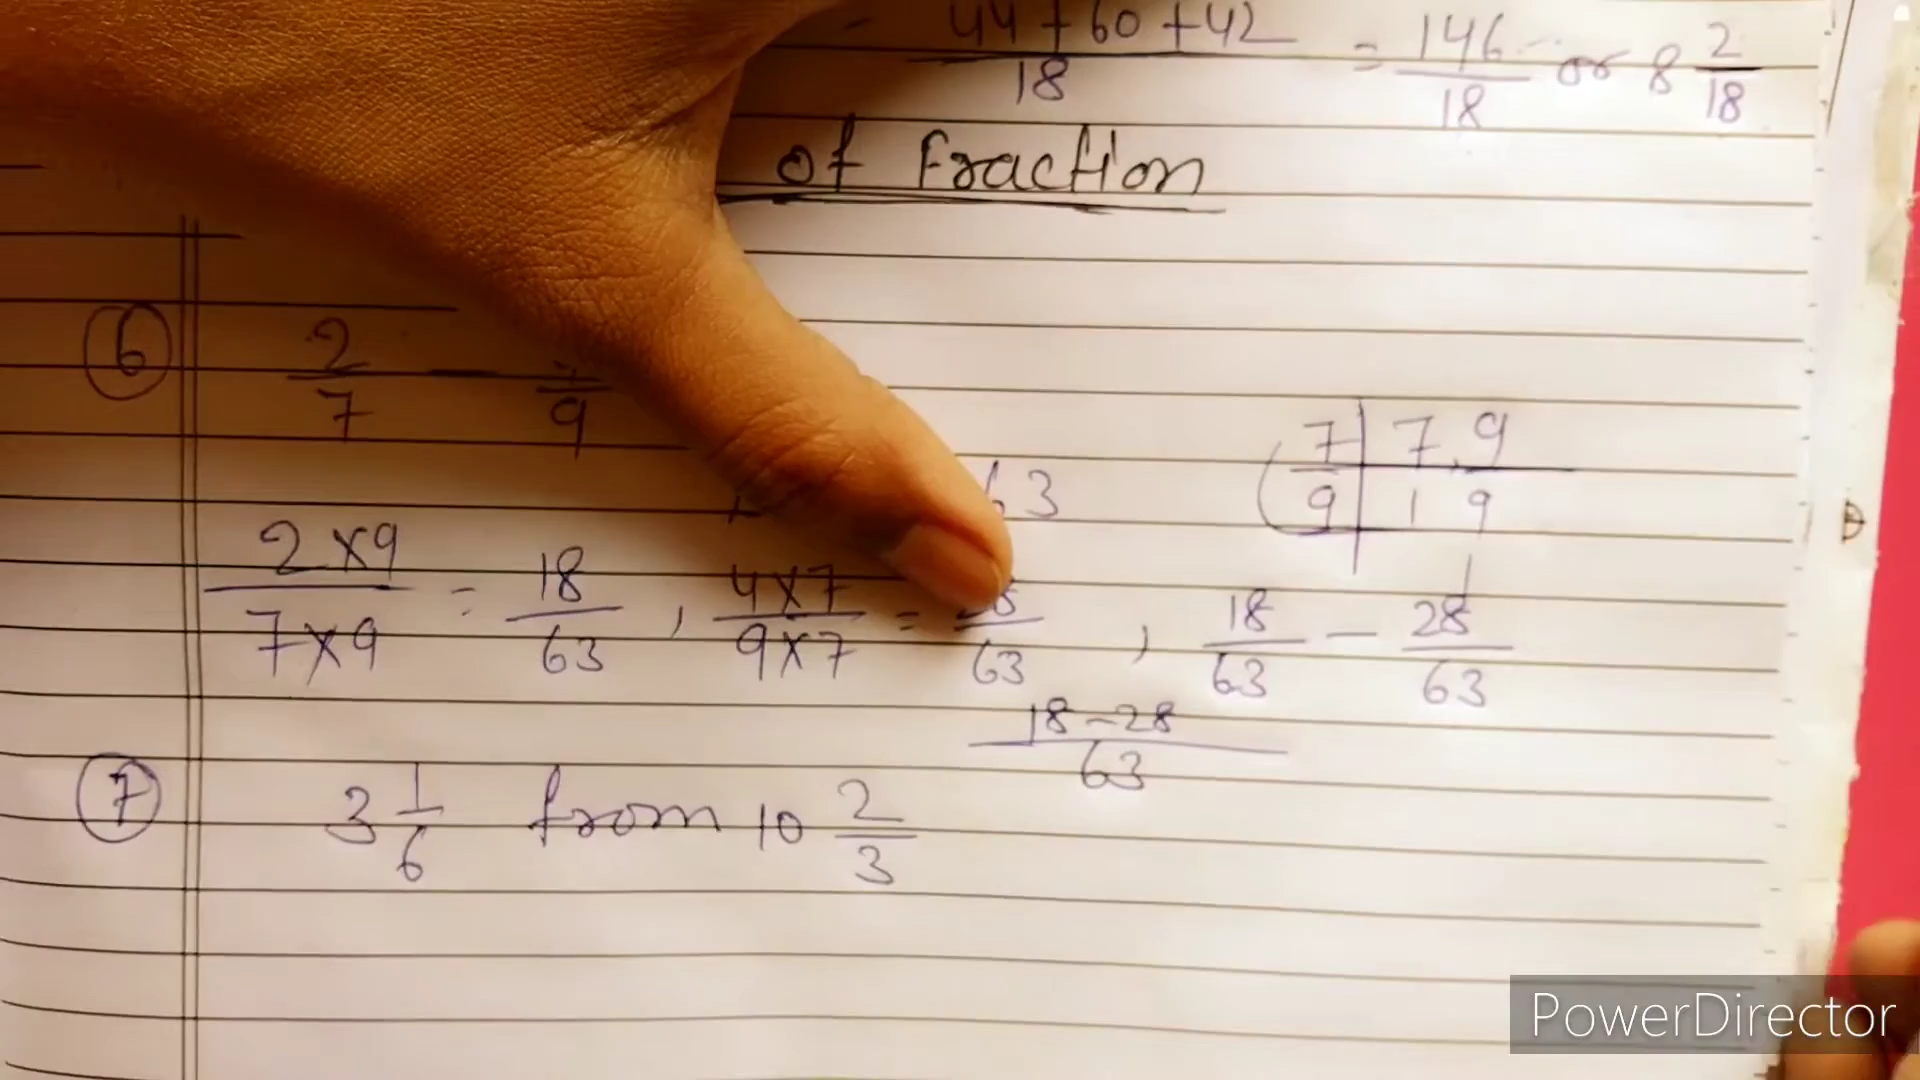 44+60+42/18 = 146/18 or 8 2/18
of Fraction
6 2/7 - /9
63
7 | 7, 9
9 | 1 9
1
2×9/7×9 = 18/63 , 4×7/9×7 = /63 , 18/63 - 28/63
18-28/63
7 3 1/6 from 10 2/3
PowerDirector